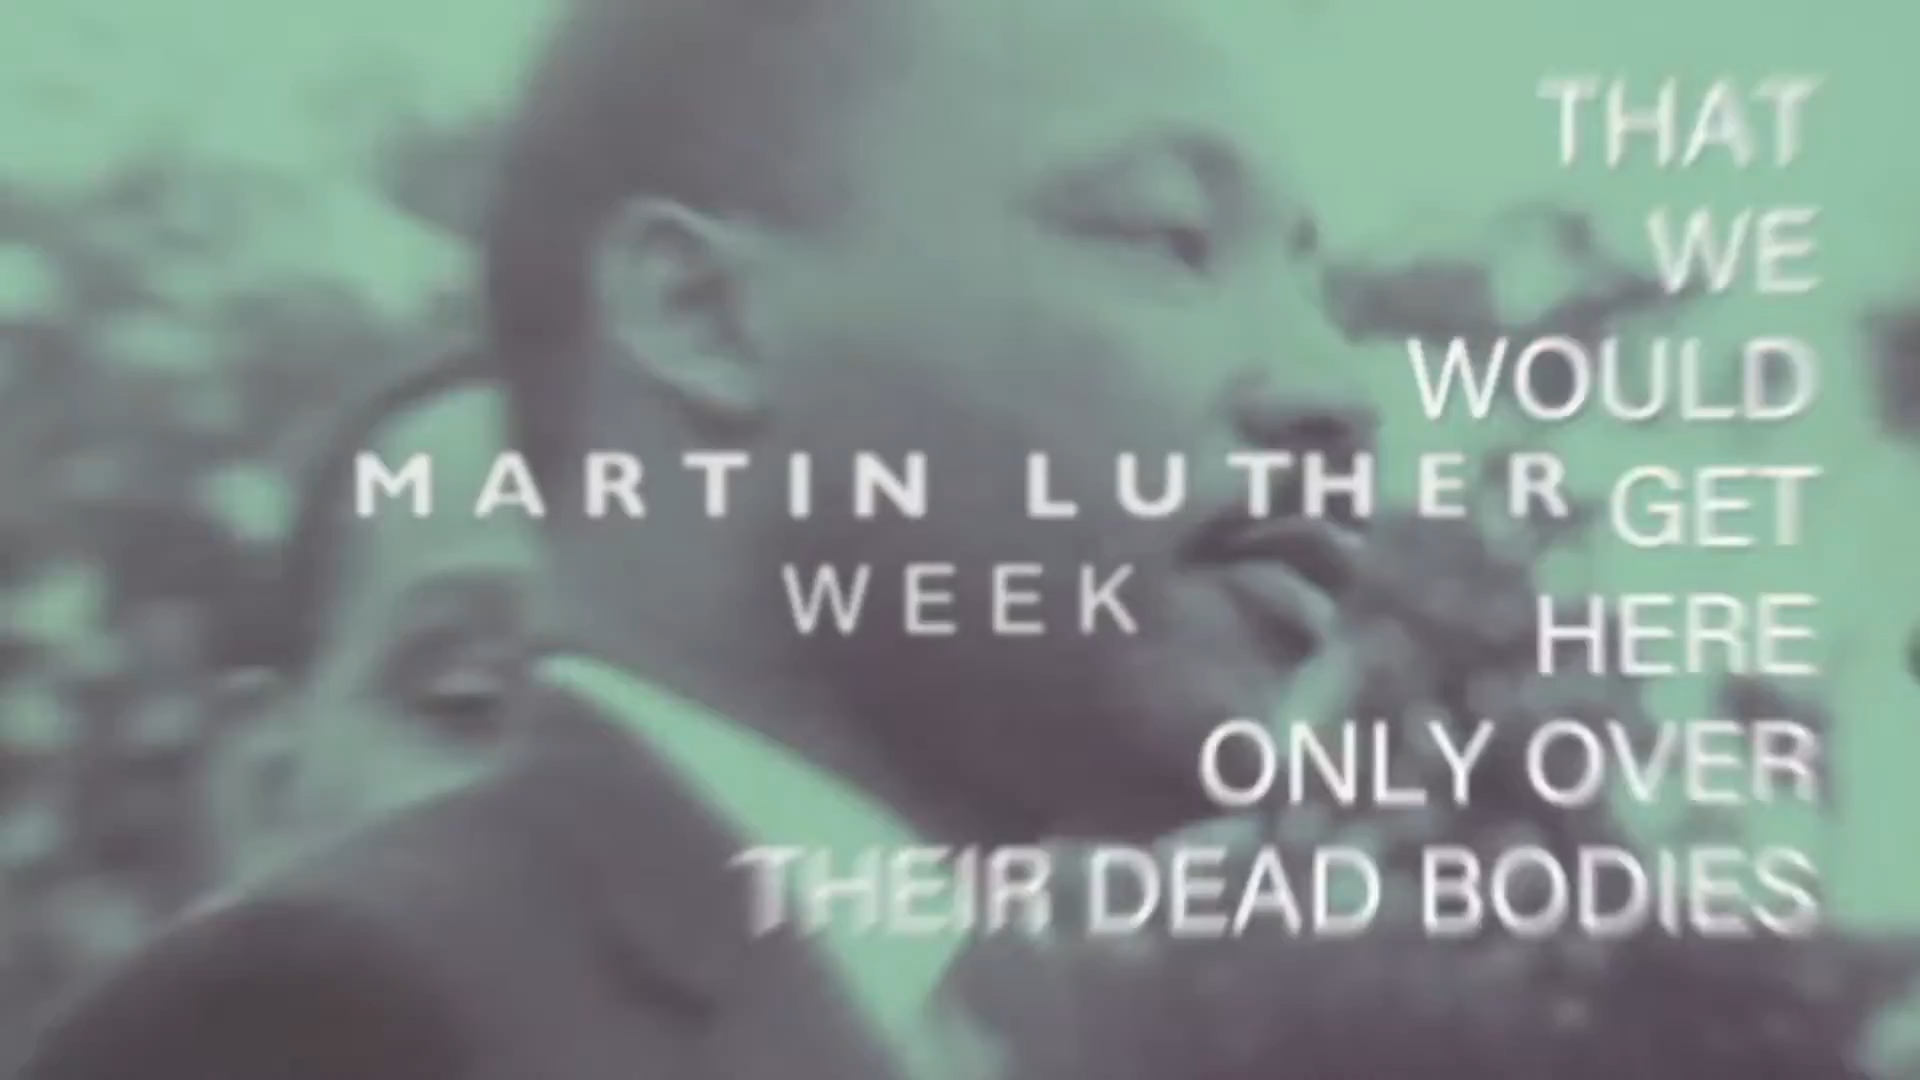 THAT
WE
WOULD
MARTIN LUTHER
GET
WEEK
HERE
ONLY OVER
THEIR DEAD BODIES